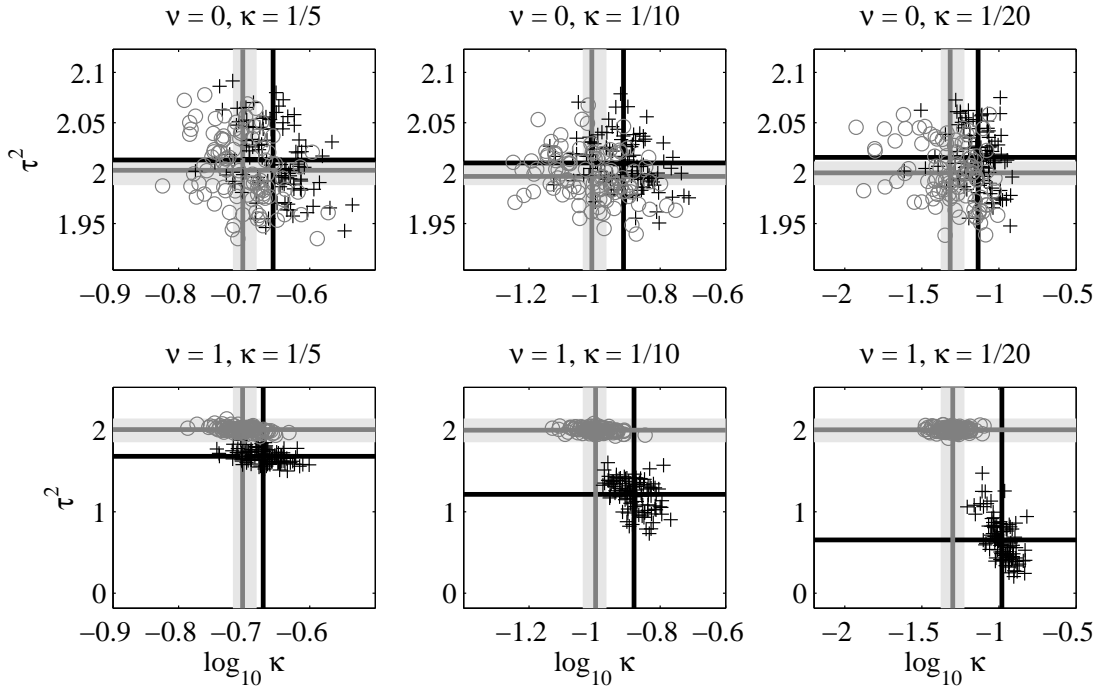 ν = 0, κ = 1/5
ν = 0, κ = 1/10
ν = 0, κ = 1/20
τ²
2.1
2.05
2
1.95
−0.9 −0.8 −0.7 −0.6
2.1
2.05
2
1.95
−1.2 −1 −0.8 −0.6
2.1
2.05
2
1.95
−2 −1.5 −1 −0.5
ν = 1, κ = 1/5
ν = 1, κ = 1/10
ν = 1, κ = 1/20
τ²
2
1
0
−0.9 −0.8 −0.7 −0.6
log₁₀ κ
2
1
0
−1.2 −1 −0.8 −0.6
log₁₀ κ
2
1
0
−2 −1.5 −1 −0.5
log₁₀ κ